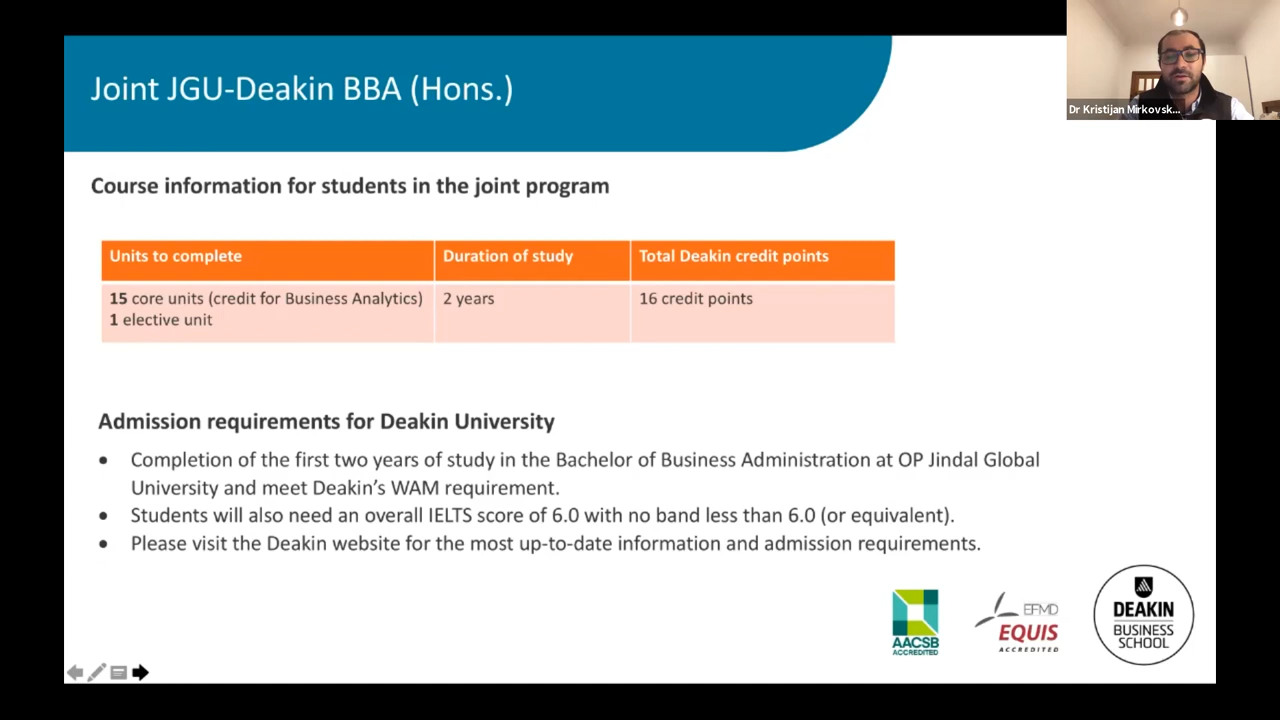 Joint JGU-Deakin BBA (Hons.)
Dr Kristijan Mirkovsk...
Course information for students in the joint program
Units to complete
Duration of study
Total Deakin credit points
15 core units (credit for Business Analytics)
1 elective unit
2 years
16 credit points
Admission requirements for Deakin University
• Completion of the first two years of study in the Bachelor of Business Administration at OP Jindal Global
University and meet Deakin's WAM requirement.
• Students will also need an overall IELTS score of 6.0 with no band less than 6.0 (or equivalent).
• Please visit the Deakin website for the most up-to-date information and admission requirements.
AACSB
ACCREDITED
EFMD
EQUIS
ACCREDITED
DEAKIN
BUSINESS
SCHOOL